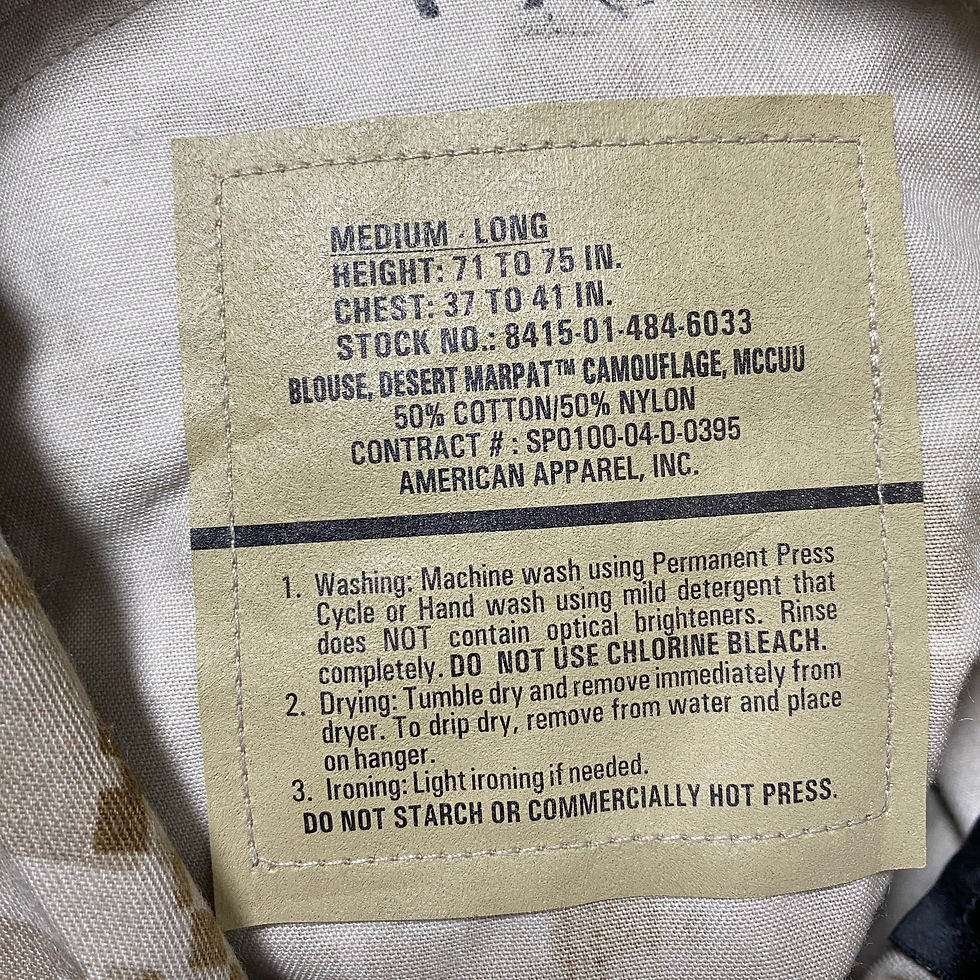 MEDIUM - LONG
HEIGHT: 71 TO 75 IN.
CHEST: 37 TO 41 IN.
STOCK NO.: 8415-01-484-6033
BLOUSE, DESERT MARPAT™ CAMOUFLAGE, MCCUU
50% COTTON/50% NYLON
CONTRACT # : SPO100-04-D-0395
AMERICAN APPAREL, INC.
1. Washing: Machine wash using Permanent Press
Cycle or Hand wash using mild detergent that
does NOT contain optical brighteners. Rinse
completely. DO NOT USE CHLORINE BLEACH.
2. Drying: Tumble dry and remove immediately from
dryer. To drip dry, remove from water and place
on hanger.
3. Ironing: Light ironing if needed.
DO NOT STARCH OR COMMERCIALLY HOT PRESS.